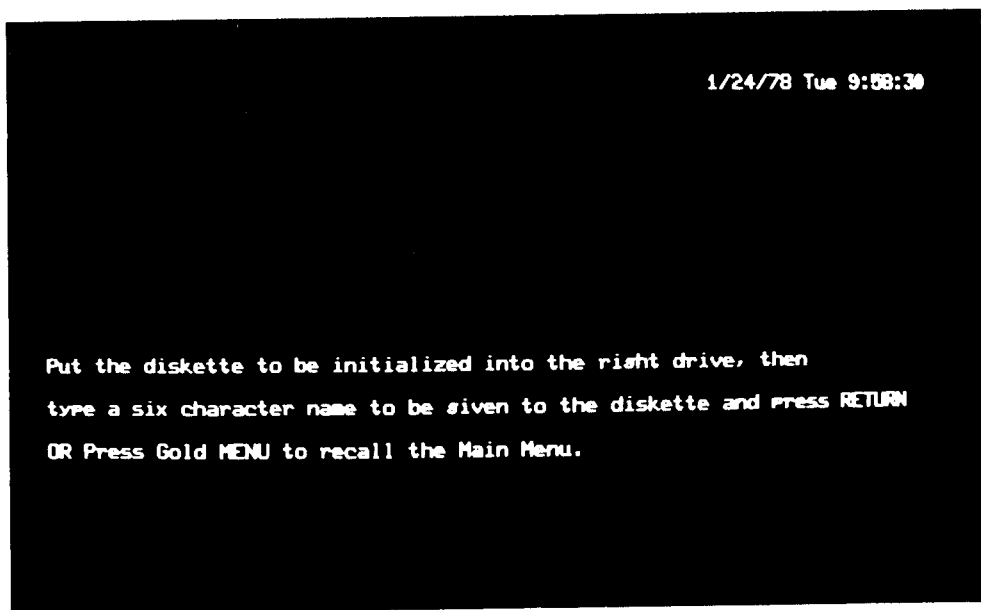 1/24/78 Tue 9:58:30
Put the diskette to be initialized into the right drive, then
type a six character name to be given to the diskette and press RETURN
OR Press Gold MENU to recall the Main Menu.